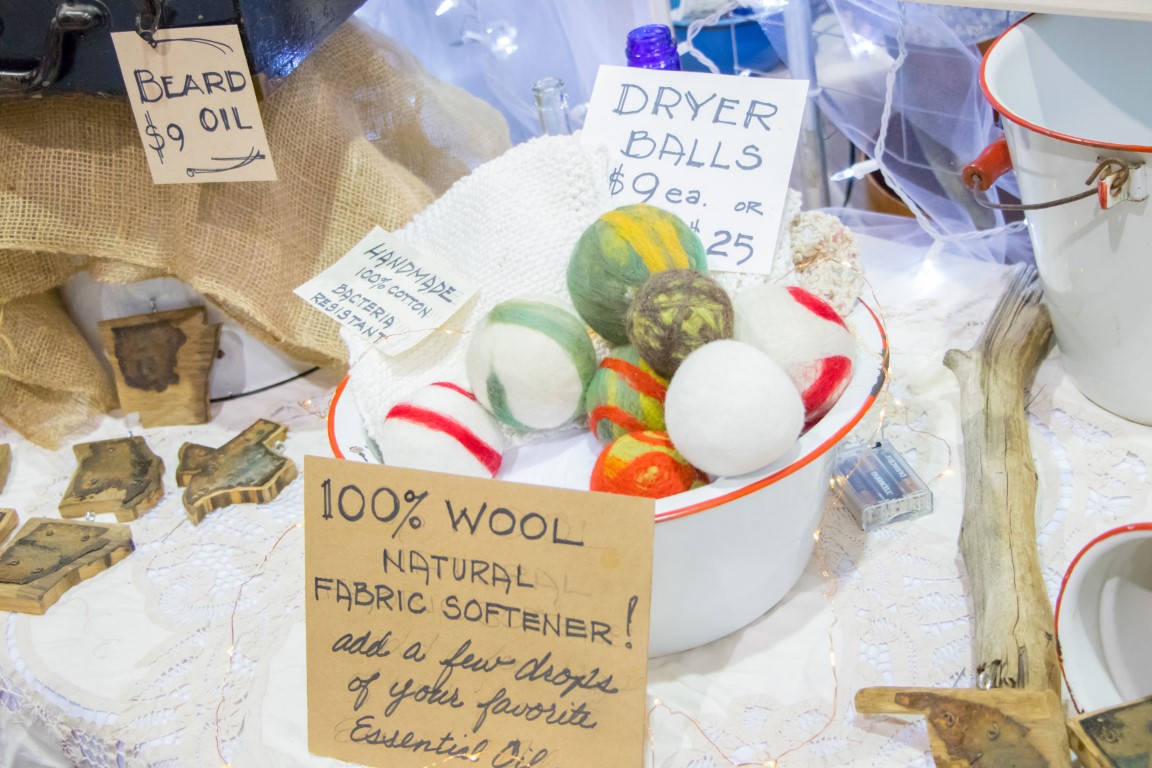 BEARD
OIL
$9
DRYER
BALLS
$9 ea. OR
$25
HANDMADE
100% COTTON
BACTERIA
RESISTANT
100% WOOL
NATURAL
FABRIC SOFTENER!
add a few drops
of your favorite
Essential Oil
DURACELL